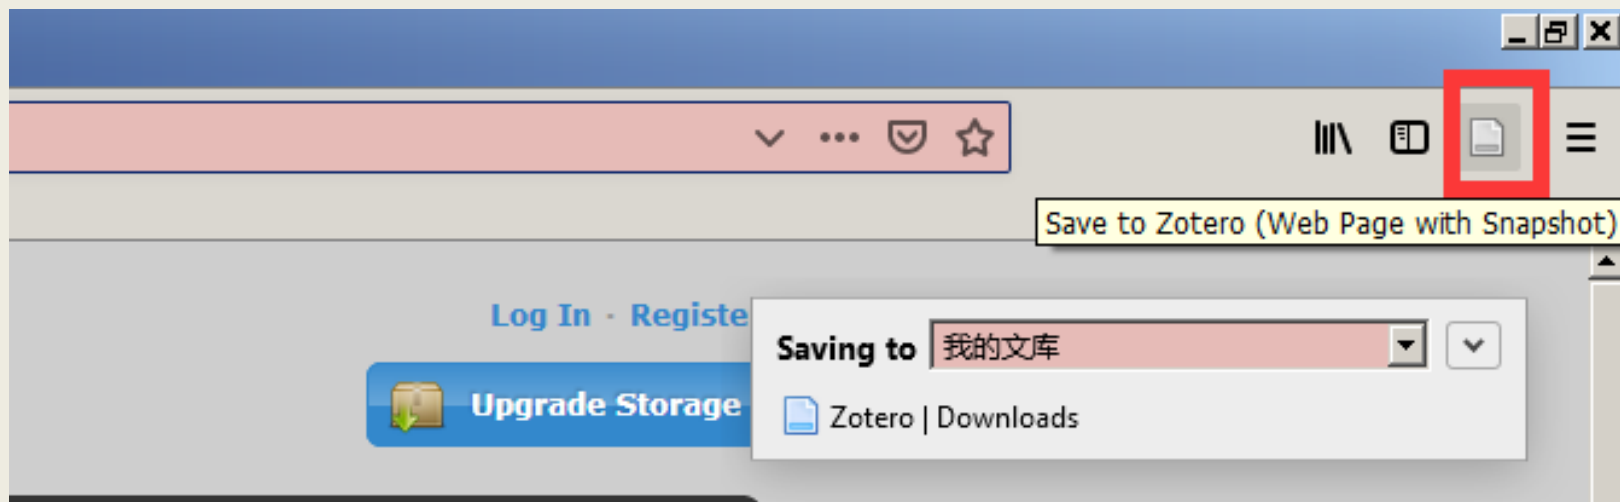 Save to Zotero (Web Page with Snapshot)
Log In · Registe
Saving to 我的文库
Upgrade Storage
Zotero | Downloads